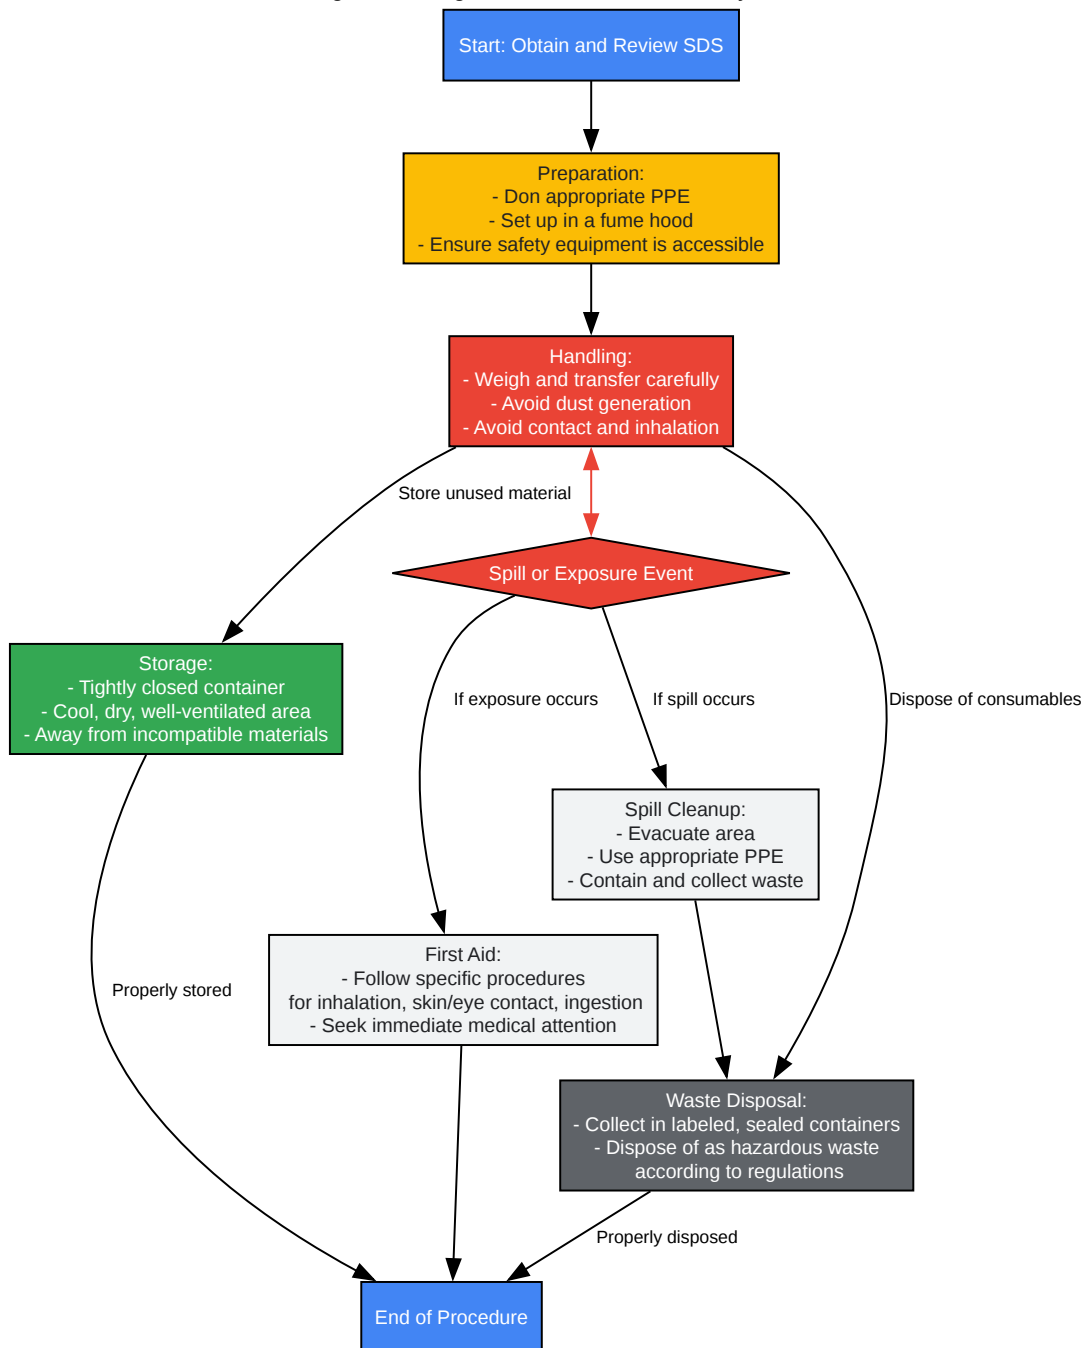 Start: Obtain and Review SDS
Preparation:
- Don appropriate PPE
- Set up in a fume hood
- Ensure safety equipment is accessible
Handling:
- Weigh and transfer carefully
- Avoid dust generation
- Avoid contact and inhalation
Store unused material
Spill or Exposure Event
Storage:
- Tightly closed container
- Cool, dry, well-ventilated area
- Away from incompatible materials
If exposure occurs
If spill occurs
Dispose of consumables
Spill Cleanup:
- Evacuate area
- Use appropriate PPE
- Contain and collect waste
First Aid:
- Follow specific procedures
for inhalation, skin/eye contact, ingestion
- Seek immediate medical attention
Properly stored
Waste Disposal:
- Collect in labeled, sealed containers
- Dispose of as hazardous waste
according to regulations
Properly disposed
End of Procedure